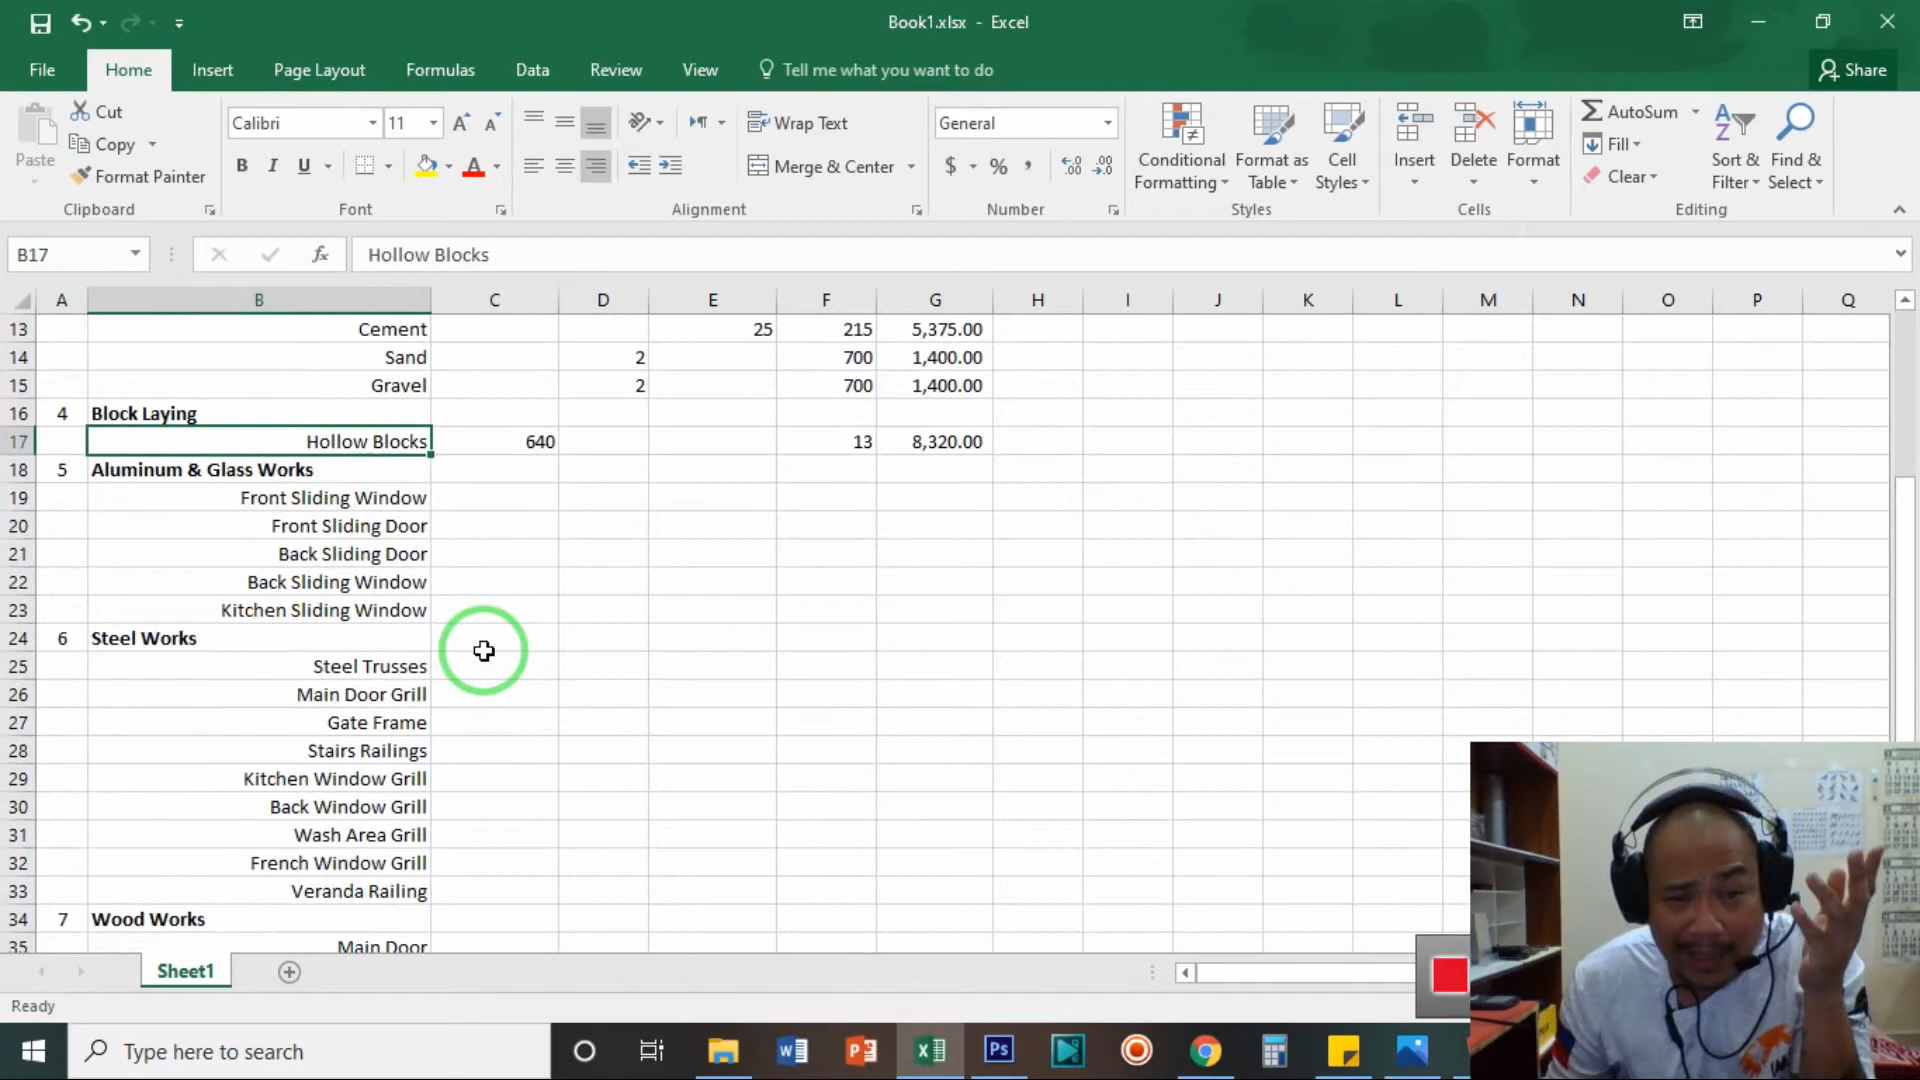 Book1.xlsx - Excel
File Home Insert Page Layout Formulas Data Review View Tell me what you want to do Share
Paste Cut Copy Format Painter Clipboard
Calibri 11 B I U A Font
Wrap Text Merge & Center Alignment
General $ % , Number
Conditional Formatting Format as Table Cell Styles Styles
Insert Delete Format Cells
AutoSum Fill Clear Sort & Filter Find & Select Editing
B17 fx Hollow Blocks
A B C D E F G H I J K L M N O P Q
13 Cement 25 215 5,375.00
14 Sand 2 700 1,400.00
15 Gravel 2 700 1,400.00
16 4 Block Laying
17 Hollow Blocks 640 13 8,320.00
18 5 Aluminum & Glass Works
19 Front Sliding Window
20 Front Sliding Door
21 Back Sliding Door
22 Back Sliding Window
23 Kitchen Sliding Window
24 6 Steel Works
25 Steel Trusses
26 Main Door Grill
27 Gate Frame
28 Stairs Railings
29 Kitchen Window Grill
30 Back Window Grill
31 Wash Area Grill
32 French Window Grill
33 Veranda Railing
34 7 Wood Works
35 Main Door
Sheet1
Ready
Type here to search